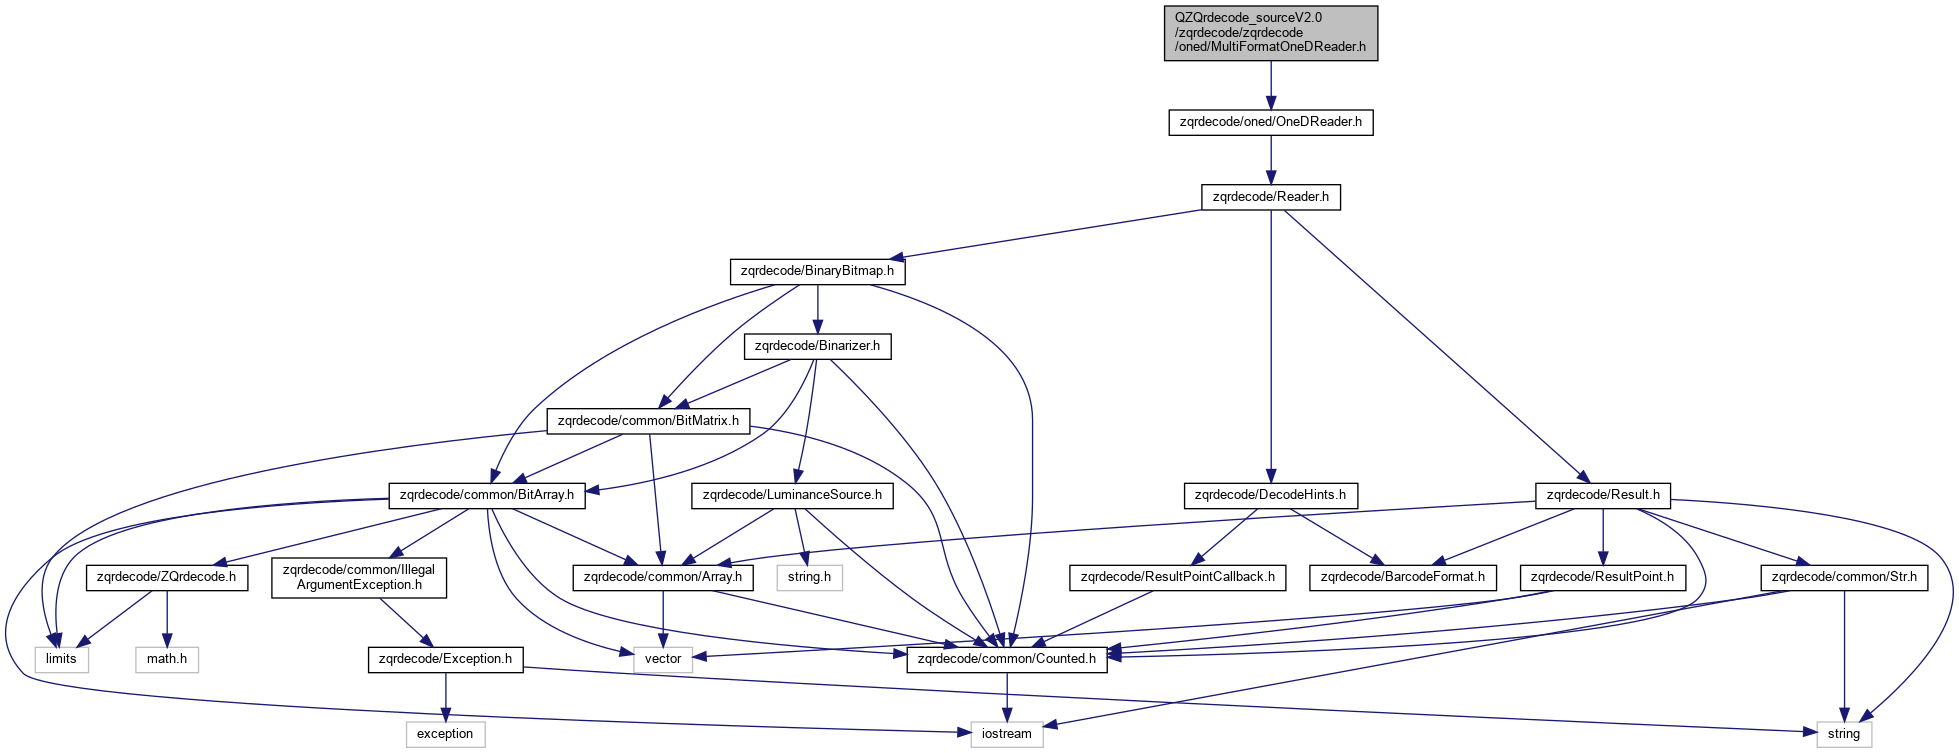 QZQrdecode_sourceV2.0
/zqrdecode/zqrdecode
/oned/MultiFormatOneDReader.h
zqrdecode/oned/OneDReader.h
zqrdecode/Reader.h
zqrdecode/BinaryBitmap.h
zqrdecode/Binarizer.h
zqrdecode/common/BitMatrix.h
zqrdecode/common/BitArray.h
zqrdecode/LuminanceSource.h
zqrdecode/DecodeHints.h
zqrdecode/Result.h
zqrdecode/ZQrdecode.h
zqrdecode/common/Illegal
ArgumentException.h
zqrdecode/common/Array.h
string.h
zqrdecode/ResultPointCallback.h
zqrdecode/BarcodeFormat.h
zqrdecode/ResultPoint.h
zqrdecode/common/Str.h
limits
math.h
zqrdecode/Exception.h
vector
zqrdecode/common/Counted.h
exception
iostream
string